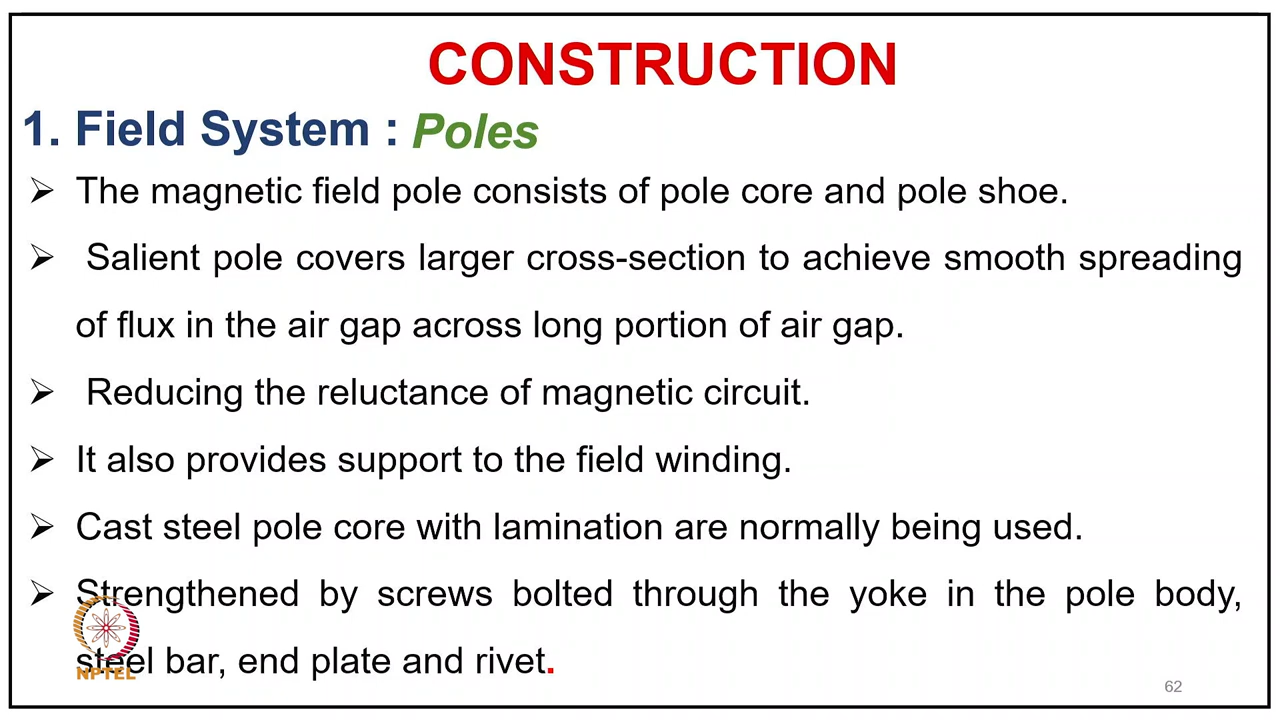 CONSTRUCTION
1. Field System : Poles
➢ The magnetic field pole consists of pole core and pole shoe.
➢ Salient pole covers larger cross-section to achieve smooth spreading
of flux in the air gap across long portion of air gap.
➢ Reducing the reluctance of magnetic circuit.
➢ It also provides support to the field winding.
➢ Cast steel pole core with lamination are normally being used.
➢ Strengthened by screws bolted through the yoke in the pole body,
steel bar, end plate and rivet.
NPTEL
62